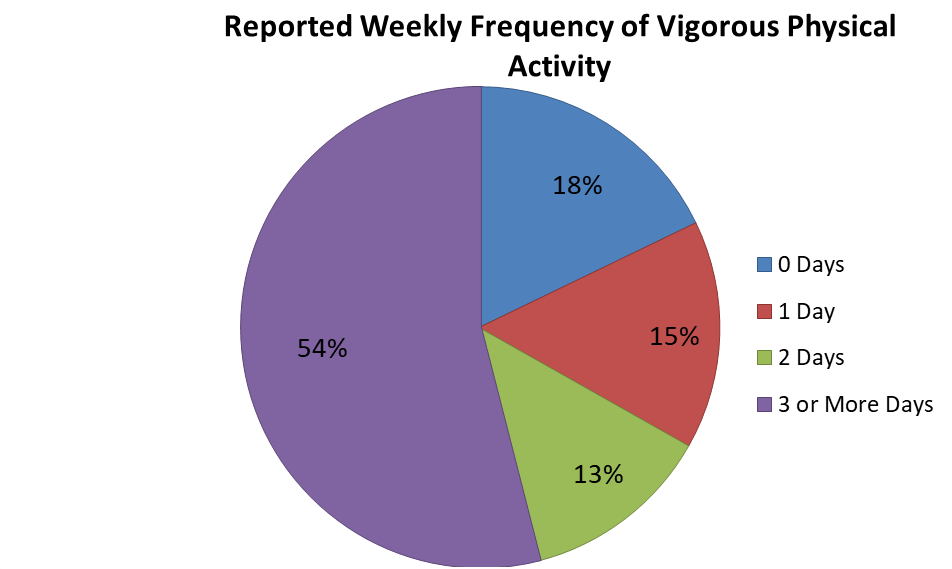 Reported Weekly Frequency of Vigorous Physical
Activity
18%
15%
13%
54%
0 Days
1 Day
2 Days
3 or More Days